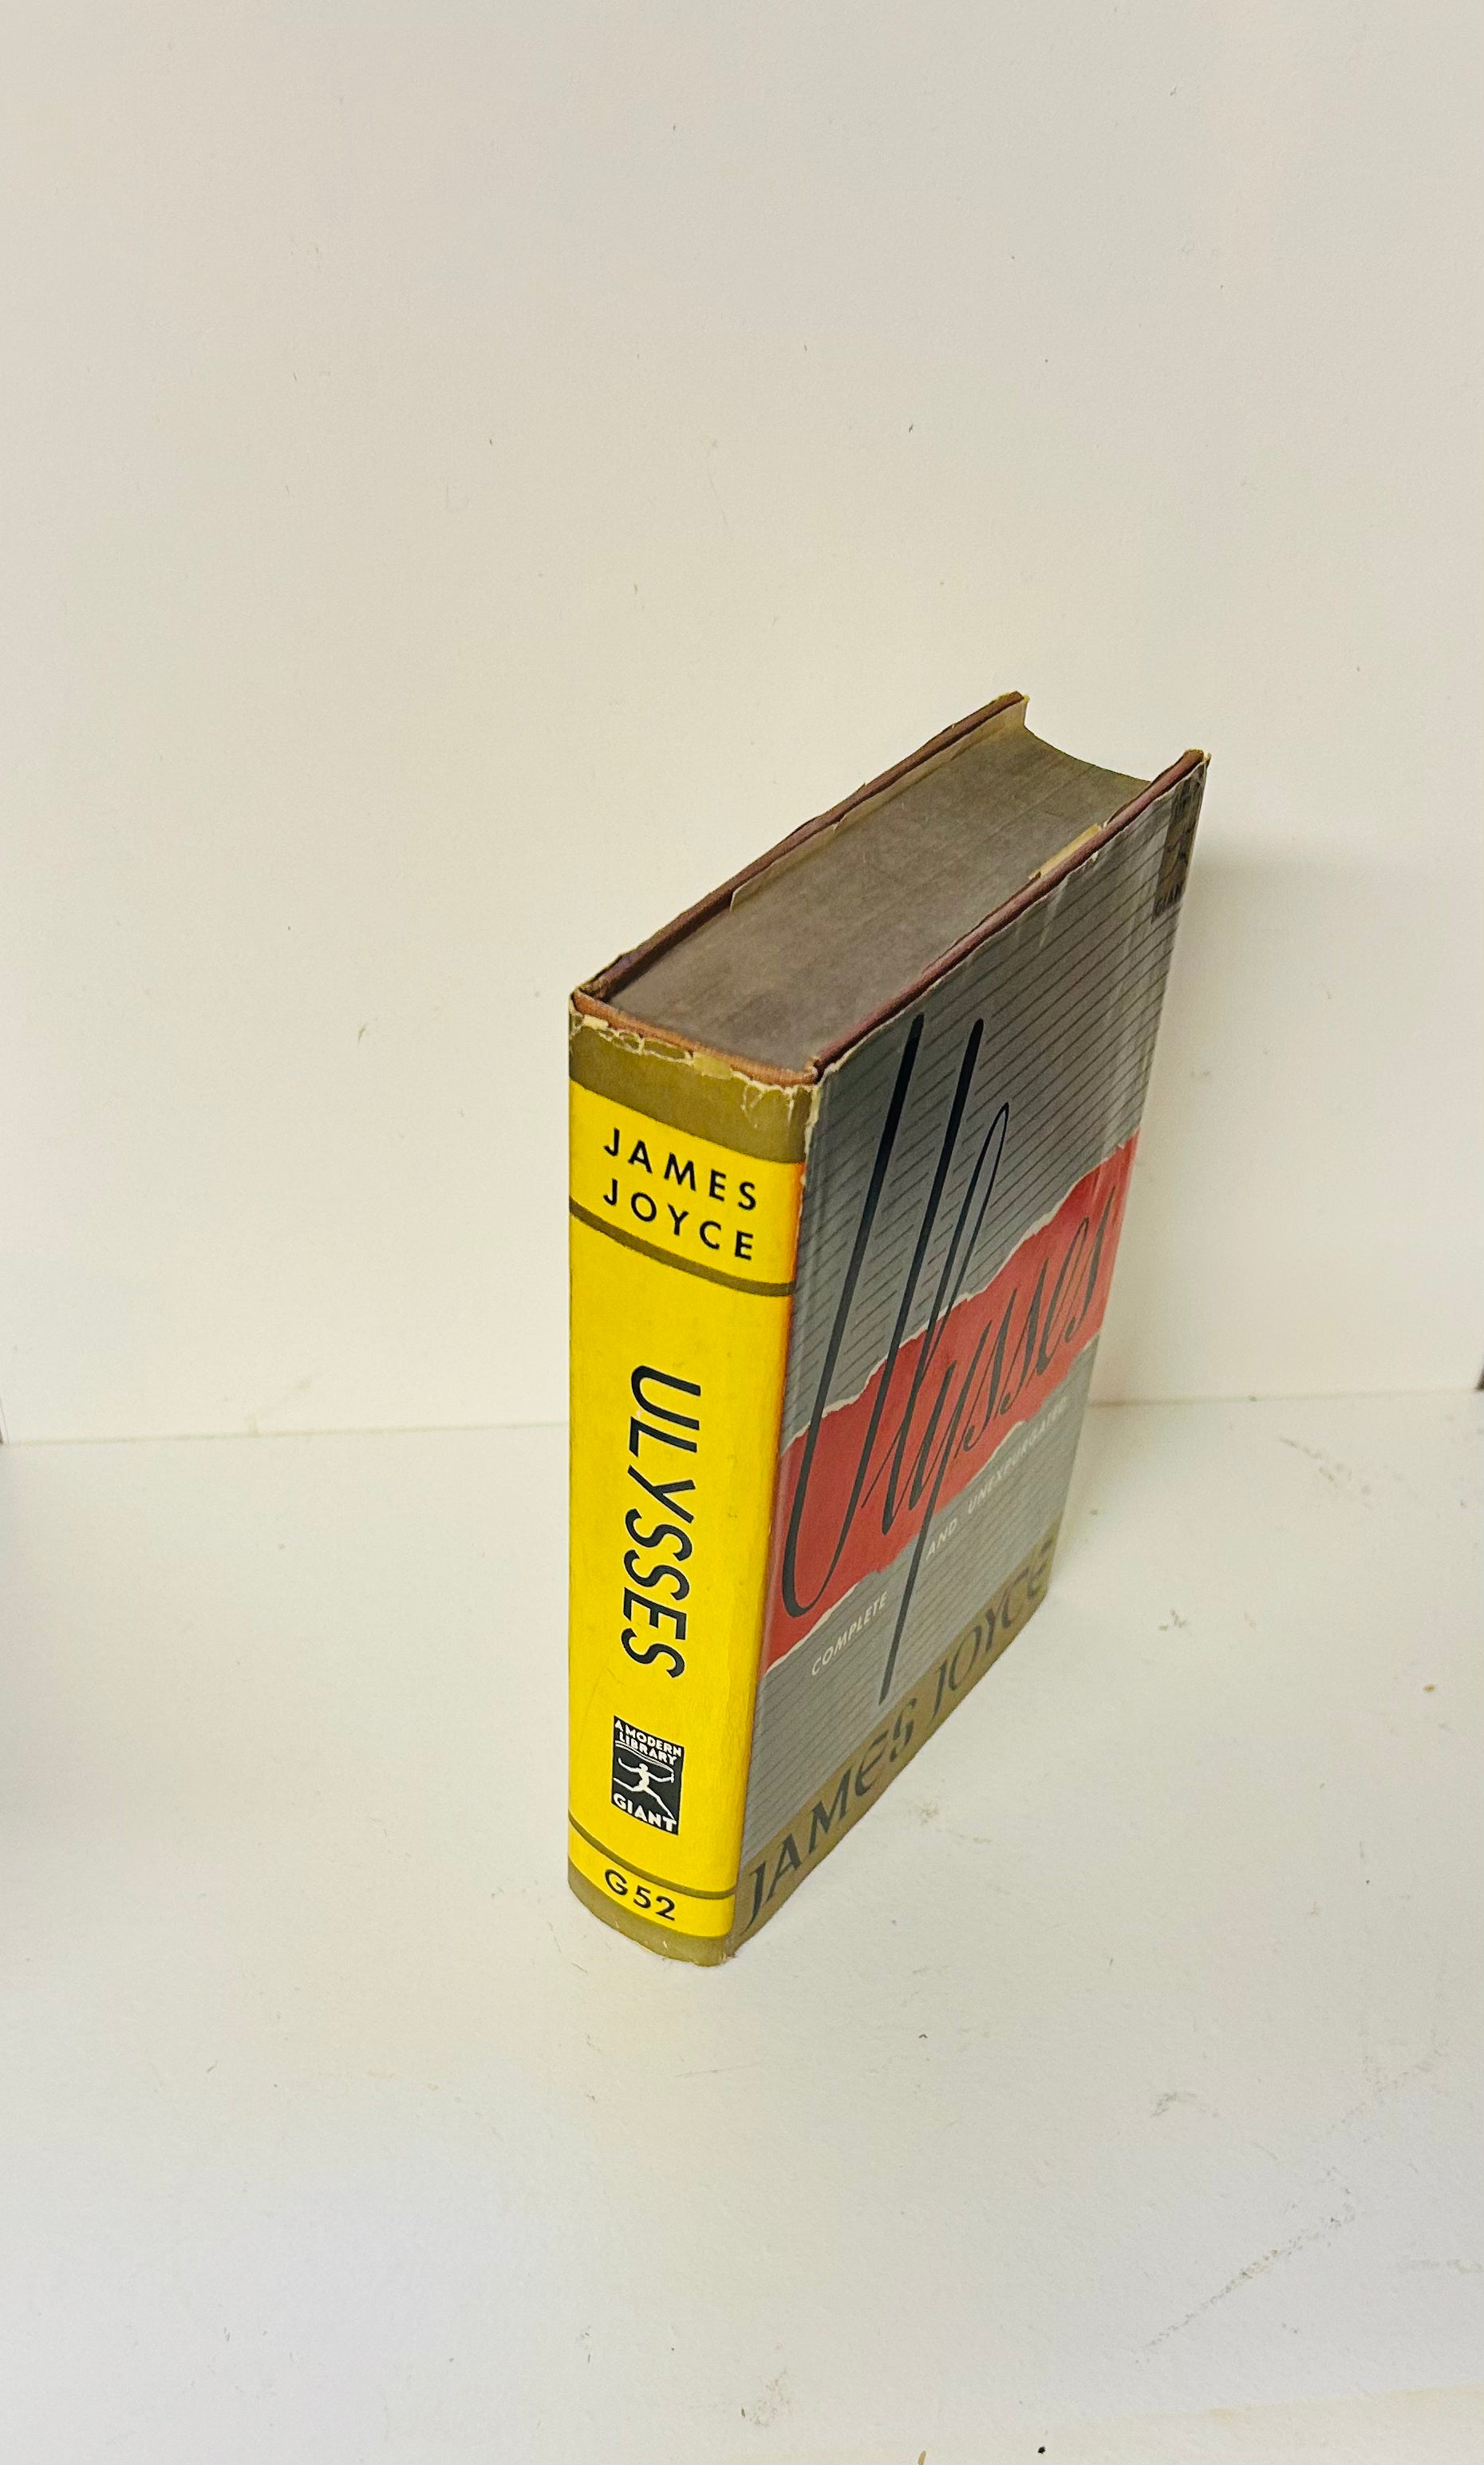 JAMES
JOYCE
ULYSSES
A MODERN
LIBRARY
GIANT
G52
Ulysses
COMPLETE AND UNEXPURGATED
JAMES JOYCE